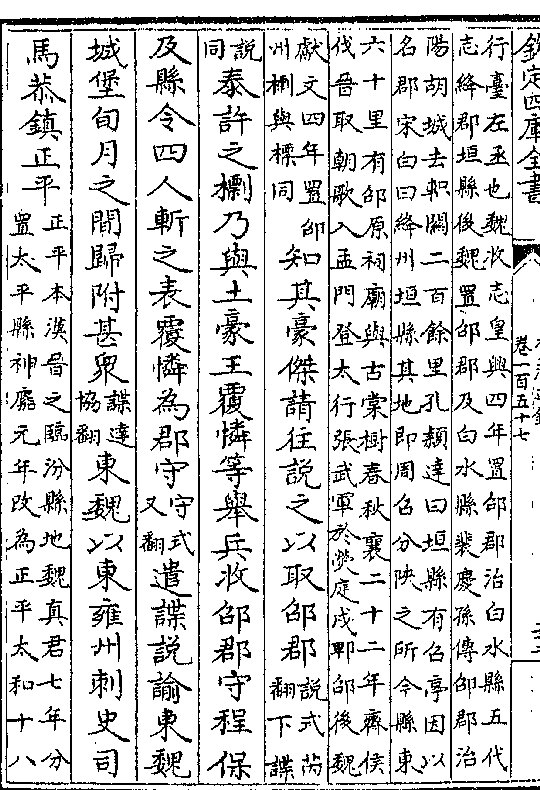 欽定四庫全書
卷一百五十七
行臺左丞也魏收志皇興四年置邵郡治白水縣五代
志絳郡垣縣後魏置邵郡及白水縣裴慶孫傳邵郡治
陽胡城去軹關二百餘里孔穎達曰垣縣有召亭因以
名郡宋白曰絳州垣縣其地即周召分陜之所今縣東
六十里有邵原祠廟與古棠樹春秋襄二十二年齊侯
伐晉取朝歌入孟門登太行張武軍於熒庭戍郫邵後魏
獻文四年置邵
州檦與標同
知其豪傑請往說之以取邵郡
說式芮
翻下諜
說
同
泰許之檦乃與土豪王覆憐等舉兵收邵郡守程保
及縣令四人斬之表覆憐為郡守
守式
又翻
遣諜說諭東魏
城堡旬月之間歸附甚衆
諜達
協翻
東魏以東雍州刺史司
馬恭鎮正平
正平本漢晉之臨汾縣地魏真君七年分
置太平縣神䴥元年改為正平太和十八